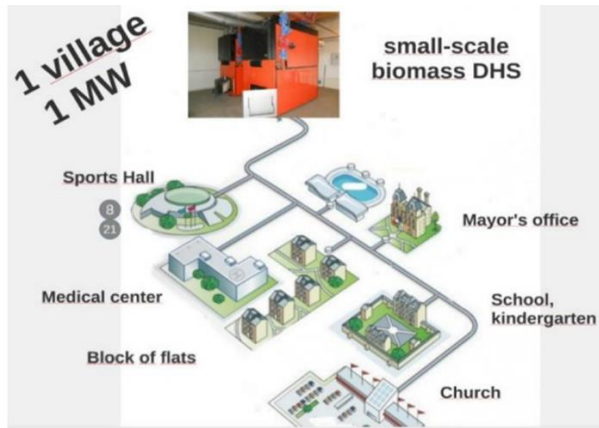 1 village
1 MW
small-scale
biomass DHS
Sports Hall
8
21
Mayor's office
Medical center
School,
kindergarten
Block of flats
Church